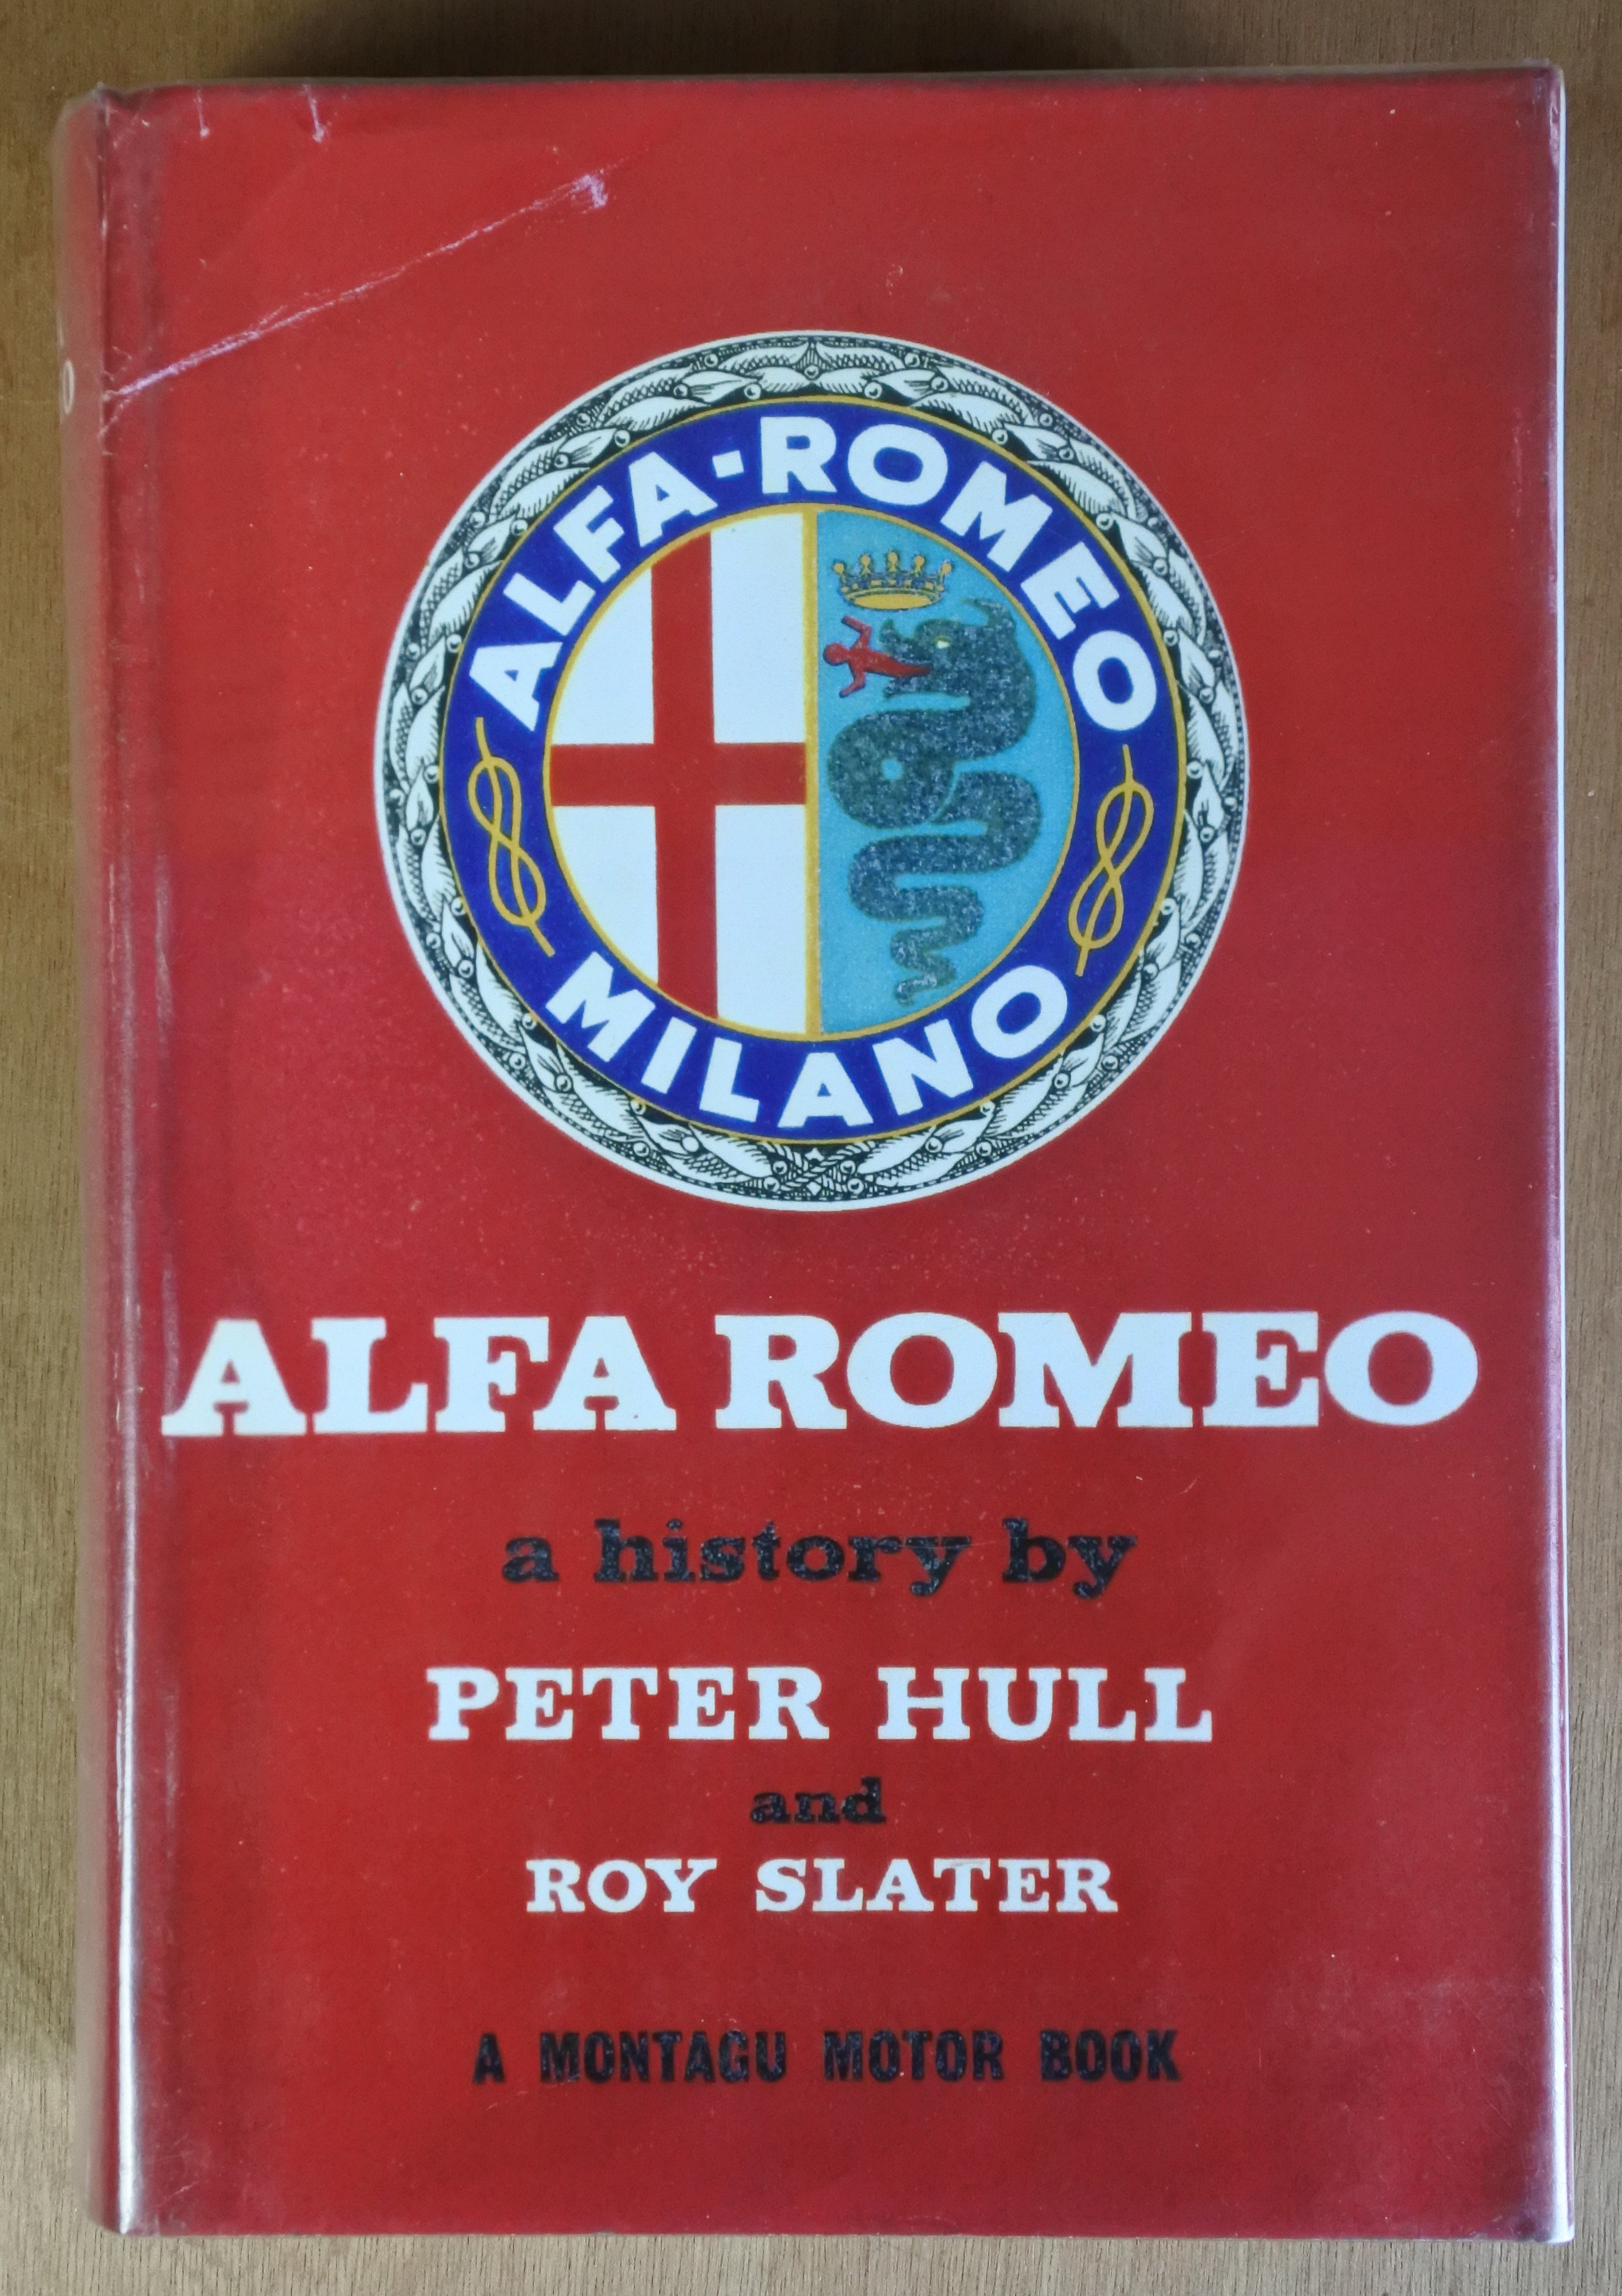 ALFA-ROMEO
MILANO
ALFA ROMEO
a history by
PETER HULL
and
ROY SLATER
A MONTAGU MOTOR BOOK